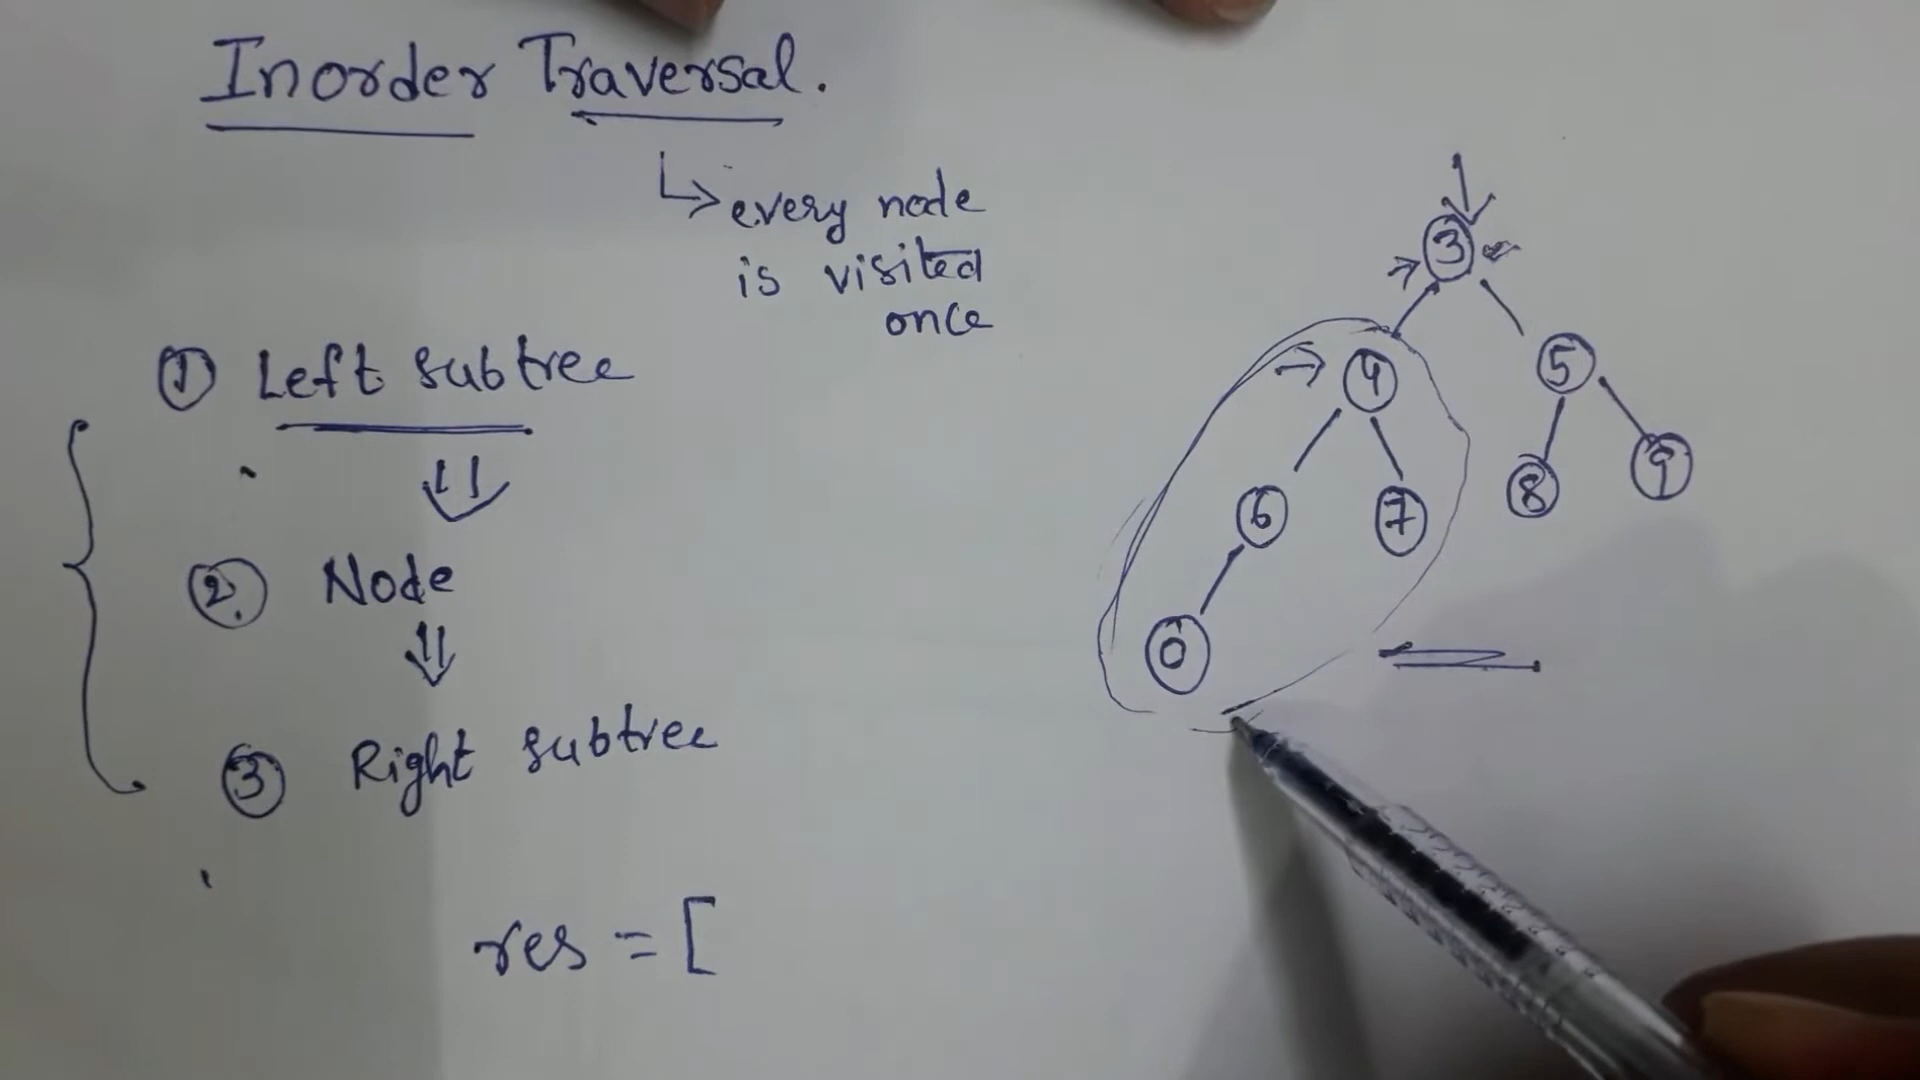 Inorder Traversal.
every node
is visited
once
① Left subtree
② Node
③ Right subtree
res = [
3
4
5
6
7
8
9
0